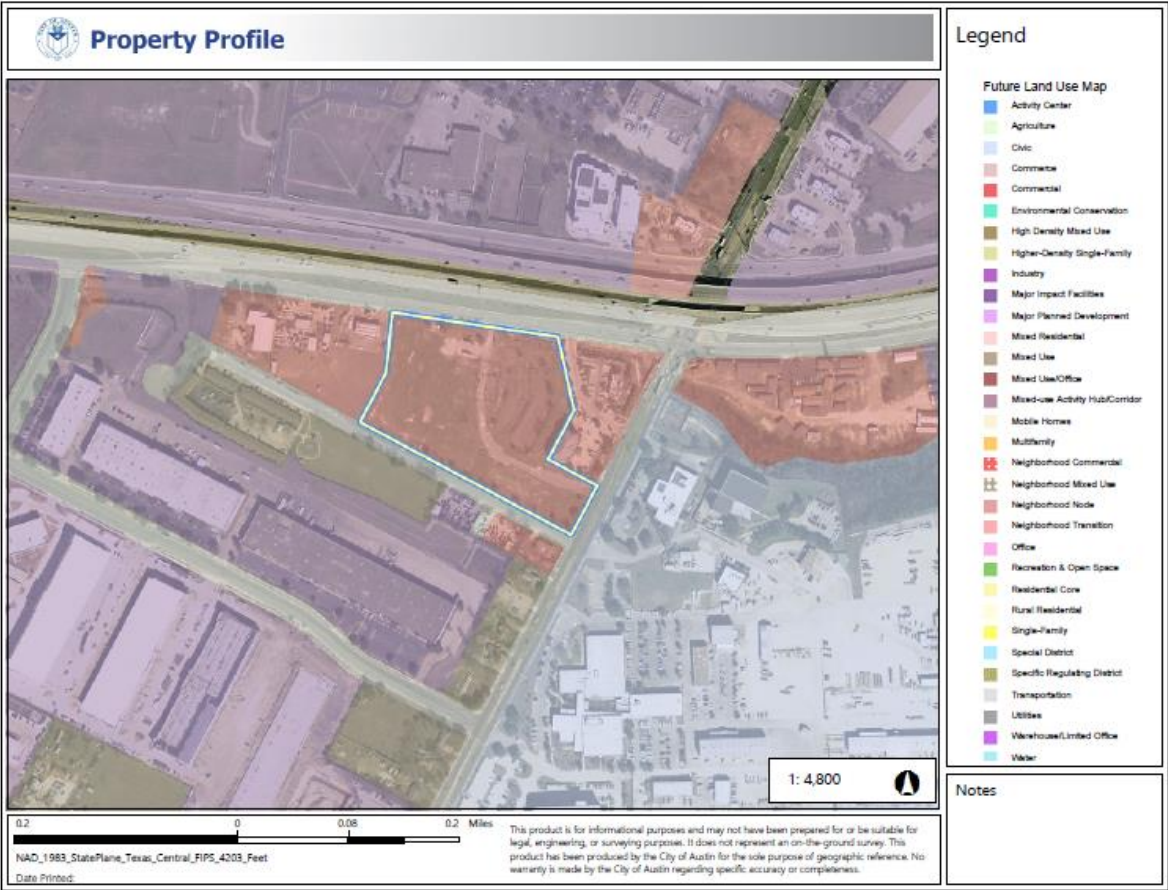 Property Profile
1: 4,800
0.2
0
0.08
0.2 Miles
NAD_1983_StatePlane_Texas_Central_FIPS_4203_Feet
Date Printed:
This product is for informational purposes and may not have been prepared for or be suitable for
legal, engineering, or surveying purposes. It does not represent an on-the-ground survey. This
product has been produced by the City of Austin for the sole purpose of geographic reference. No
warranty is made by the City of Austin regarding specific accuracy or completeness.
Legend
Future Land Use Map
Activity Center
Agriculture
Civic
Commerce
Commercial
Environmental Conservation
High Density Mixed Use
Higher-Density Single-Family
Industry
Major Impact Facilities
Major Planned Development
Mixed Residential
Mixed Use
Mixed Use/Office
Mixed-use Activity Hub/Corridor
Mobile Homes
Multifamily
Neighborhood Commercial
Neighborhood Mixed Use
Neighborhood Node
Neighborhood Transition
Office
Recreation & Open Space
Residential Core
Rural Residential
Single-Family
Special District
Specific Regulating District
Transportation
Utilities
Warehouse/Limited Office
Water
Notes